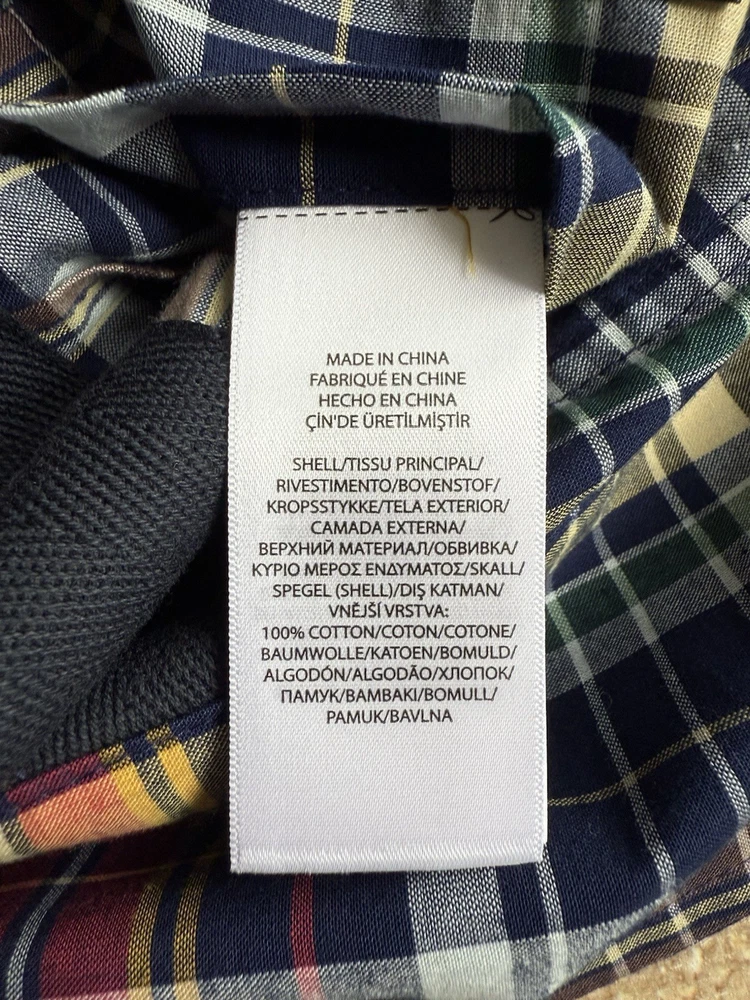 MADE IN CHINA
FABRIQUÉ EN CHINE
HECHO EN CHINA
ÇİN'DE ÜRETİLMİŞTİR
SHELL/TISSU PRINCIPAL/
RIVESTIMENTO/BOVENSTOF/
KROPSSTYKKE/TELA EXTERIOR/
CAMADA EXTERNA/
ВЕРХНИЙ МАТЕРИАЛ/ОБВИВКА/
ΚΥΡΙΟ ΜΕΡΟΣ ΕΝΔΥΜΑΤΟΣ/SKALL/
SPEGEL (SHELL)/DIŞ KATMAN/
VNĚJŠÍ VRSTVA:
100% COTTON/COTON/COTONE/
BAUMWOLLE/KATOEN/BOMULD/
ALGODÓN/ALGODÃO/ХЛОПОК/
ПАМУК/ΒΑΜΒΑΚΙ/BOMULL/
PAMUK/BAVLNA